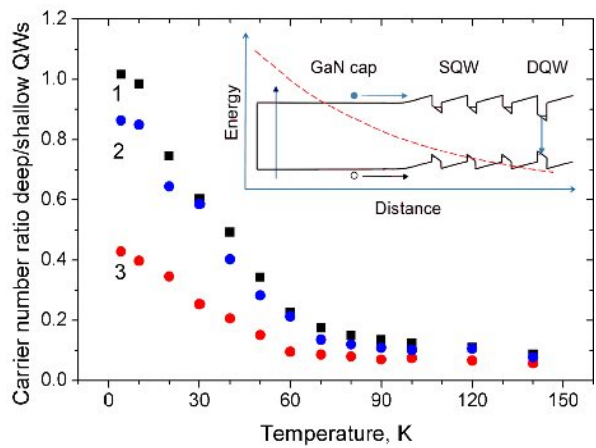 Carrier number ratio deep/shallow QWs
1.2
1.0
0.8
0.6
0.4
0.2
0.0
1
2
3
Energy
GaN cap
SQW
DQW
Distance
0
30
60
90
120
150
Temperature, K